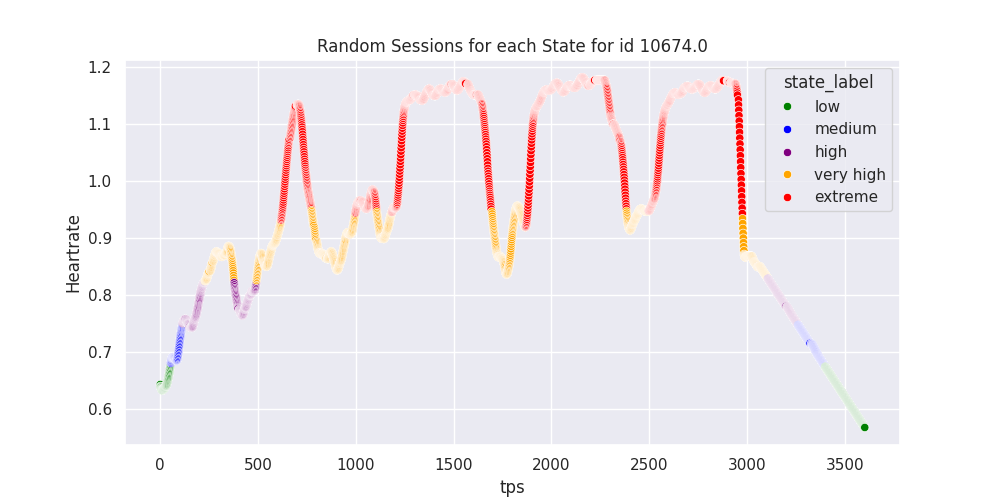 Random Sessions for each State for id 10674.0
Heartrate
1.2
1.1
1.0
0.9
0.8
0.7
0.6
state_label
low
medium
high
very high
extreme
0
500
1000
1500
2000
2500
3000
3500
tps